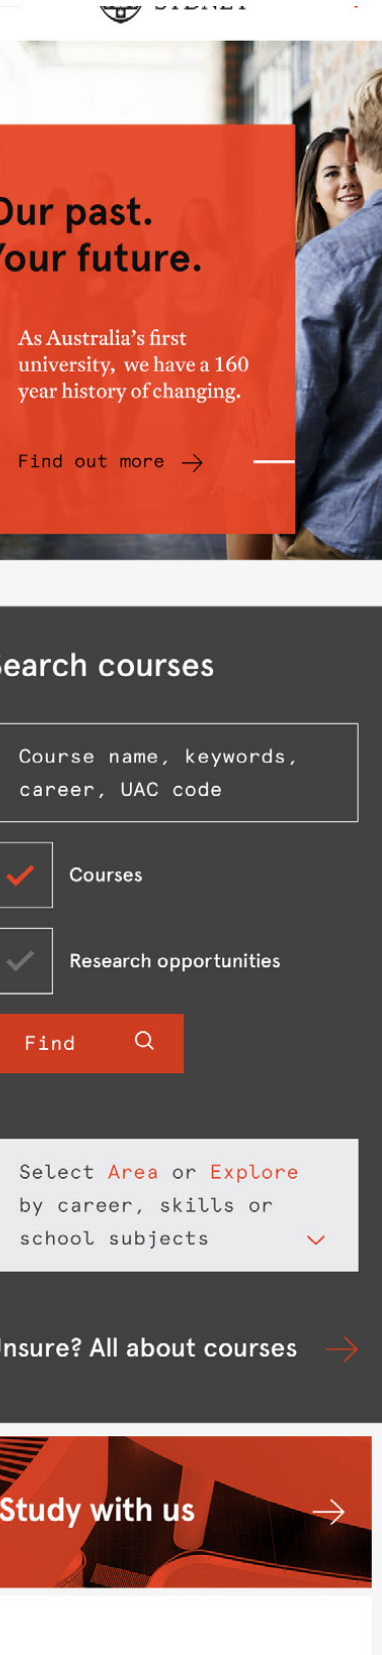 SYDNEY
Our past.
Your future.
As Australia's first
university, we have a 160
year history of changing.
Find out more
Search courses
Course name, keywords,
career, UAC code
Courses
Research opportunities
Find
Select Area or Explore
by career, skills or
school subjects
Unsure? All about courses
Study with us